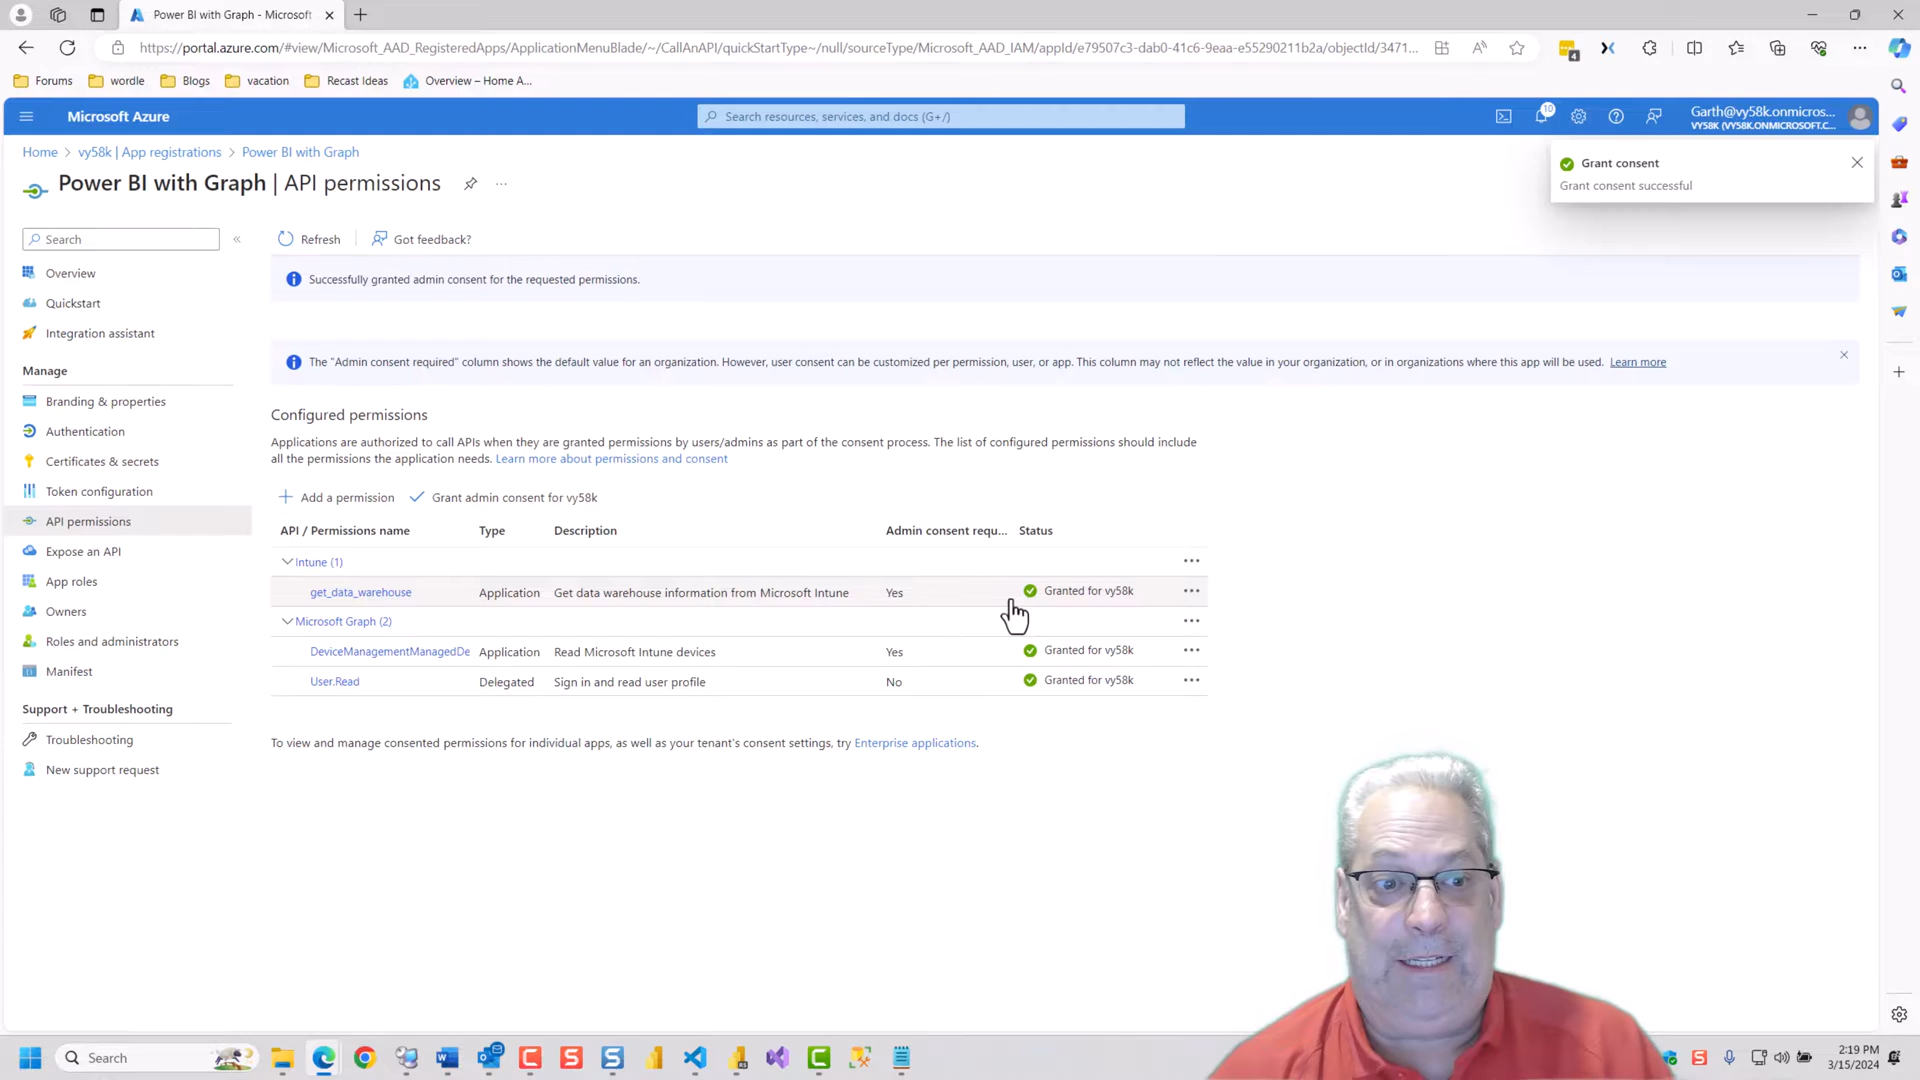 Power BI with Graph - Microsoft
https://portal.azure.com/#view/Microsoft_AAD_RegisteredApps/ApplicationMenuBlade/~/CallAnAPI/quickStartType~/null/sourceType/Microsoft_AAD_IAM/appId/e79507c3-dab0-41c6-9eaa-e55290211b2a/objectId/3471...
4
Forums
wordle
Blogs
vacation
Recast Ideas
Overview – Home A...
Microsoft Azure
Search resources, services, and docs (G+/)
10
Garth@vy58k.onmicros...
VY58K (VY58K.ONMICROSOFT.C...
Home > vy58k | App registrations > Power BI with Graph
Power BI with Graph | API permissions
...
Grant consent
Grant consent successful
Search
«
Refresh
Got feedback?
Overview
Quickstart
Integration assistant
Manage
Branding & properties
Authentication
Certificates & secrets
Token configuration
API permissions
Expose an API
App roles
Owners
Roles and administrators
Manifest
Support + Troubleshooting
Troubleshooting
New support request
Successfully granted admin consent for the requested permissions.
The "Admin consent required" column shows the default value for an organization. However, user consent can be customized per permission, user, or app. This column may not reflect the value in your organization, or in organizations where this app will be used. Learn more
Configured permissions
Applications are authorized to call APIs when they are granted permissions by users/admins as part of the consent process. The list of configured permissions should include
all the permissions the application needs. Learn more about permissions and consent
Add a permission
Grant admin consent for vy58k
API / Permissions name Type Description Admin consent requ... Status
Intune (1)
get_data_warehouse Application Get data warehouse information from Microsoft Intune Yes Granted for vy58k
Microsoft Graph (2)
DeviceManagementManagedDe Application Read Microsoft Intune devices Yes Granted for vy58k
User.Read Delegated Sign in and read user profile No Granted for vy58k
To view and manage consented permissions for individual apps, as well as your tenant's consent settings, try Enterprise applications.
Search
2:19 PM
3/15/2024